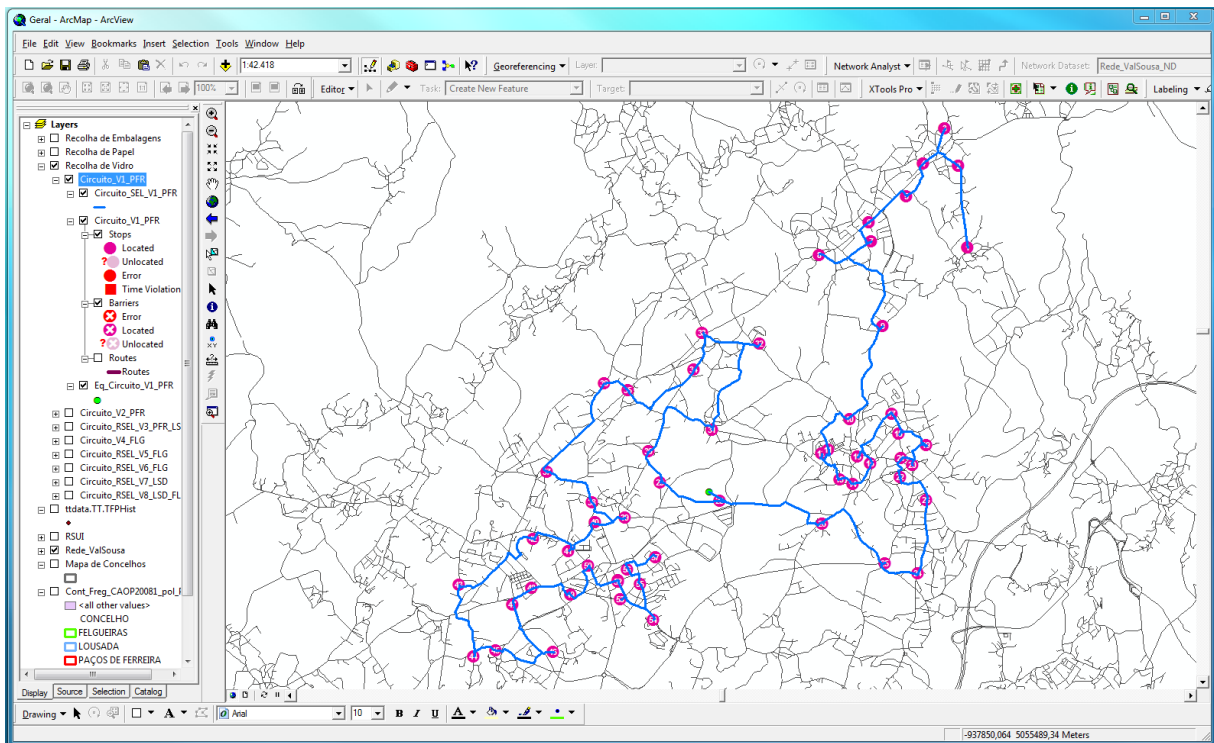 Geral - ArcMap - ArcView
File Edit View Bookmarks Insert Selection Tools Window Help
1:42.418 Georeferencing Layer: Network Analyst Network Dataset: Rede_ValSousa_ND
100% Editor Task: Create New Feature Target: XTools Pro Labeling
Layers
Recolha de Embalagens
Recolha de Papel
Recolha de Vidro
Circuito_V1_PFR
Circuito_SEL_V1_PFR
Circuito_V1_PFR
Stops
Located
? Unlocated
Error
Time Violation
Barriers
Error
Located
? Unlocated
Routes
Routes
Eq_Circuito_V1_PFR
Circuito_V2_PFR
Circuito_RSEL_V3_PFR_LS
Circuito_V4_FLG
Circuito_RSEL_V5_FLG
Circuito_RSEL_V6_FLG
Circuito_RSEL_V7_LSD
Circuito_RSEL_V8_LSD_FL
ttdata.TT.TFPHist
RSUI
Rede_ValSousa
Mapa de Concelhos
Cont_Freg_CAOP20081_pol_F
<all other values>
CONCELHO
FELGUEIRAS
LOUSADA
PAÇOS DE FERREIRA
Display Source Selection Catalog
Drawing A Arial 10 B I U A
-937850,064 5055489,34 Meters